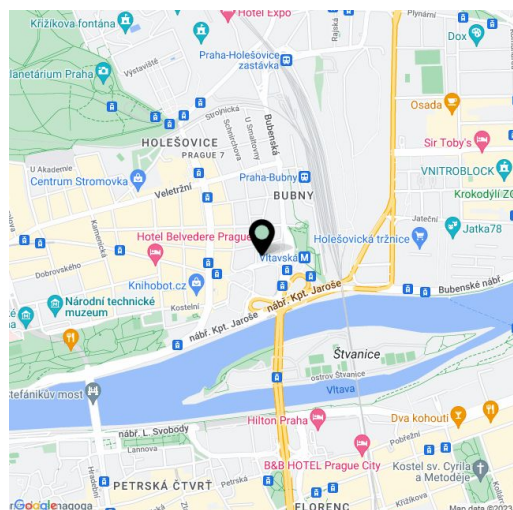 Hotel Expo
Křižíkova fontána
Plynární
Rajská
Dox
Praha-Holešovice
zastávka
Planetárium Praha
Výstaviště
Strojnická
Bubenská
Osada
HOLEŠOVICE
PRAGUE 7
Schnirchova
U Smaltovny
Sir Toby's
U Akademie
Centrum Stromovka
Veletržní
Praha-Bubny
VNITROBLOCK
BUBNY
Krokodýlí ZO
Kamenická
Jateční
Jatka78
Hotel Belvedere Prague
Holešovická tržnice
Dobrovského
Vltavská
Knihobot.cz
Národní technické
muzeum
Kostelní
nábř. Kpt. Jaroše
nábř. Kpt. Jaroše
Bubenské nábř.
Štvanice
ostrov Štvanice
Vltava
Štefánikův most
Hilton Praha
Dva kohouti
nábř. L. Svobody
Lannova
Pobřežní
B&B HOTEL Prague City
Kostel sv. Cyrila
a Metoděje
Hradební
PETRSKÁ ČTVRŤ
Petrská
Křižíkova
FLORENC
Google
Map data ©2023